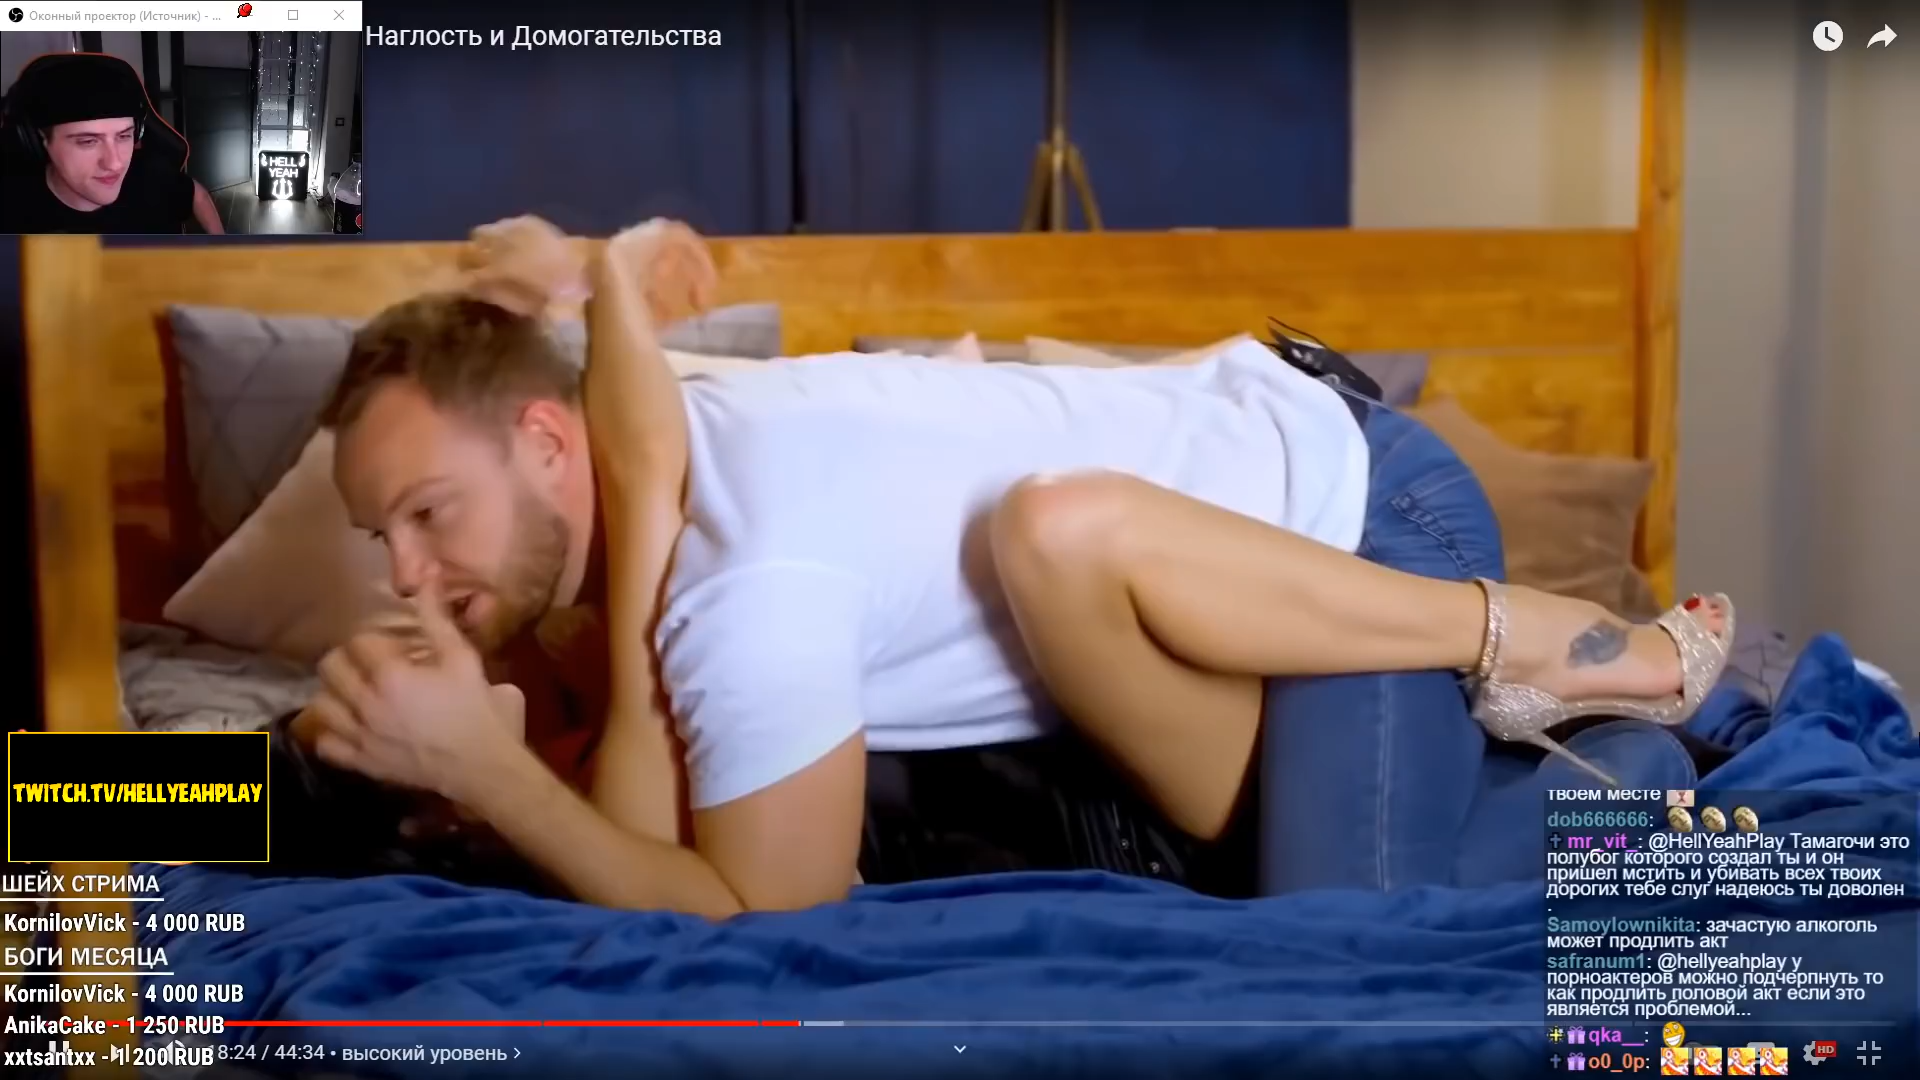 Оконный проектор (Источник) - ...
Наглость и Домогательства
HELL
YEAH
TWITCH.TV/HELLYEAHPLAY
ШЕЙХ СТРИМА
KornilovVick - 4 000 RUB
БОГИ МЕСЯЦА
KornilovVick - 4 000 RUB
AnikaCake - 1 250 RUB
xxtsantxx - 1 200 RUB
18:24 / 44:34 • высокий уровень >
твоем месте
dob666666:
mr_vit_: @HellYeahPlay Тамагочи это
полубог которого создал ты и он
пришел мстить и убивать всех твоих
дорогих тебе слуг надеюсь ты доволен
.
Samoylownikita: зачастую алкоголь
может продлить акт
safranum1: @hellyeahplay у
порноактеров можно подчерпнуть то
как продлить половой акт если это
является проблемой...
qka__:
o0_0p:
HD